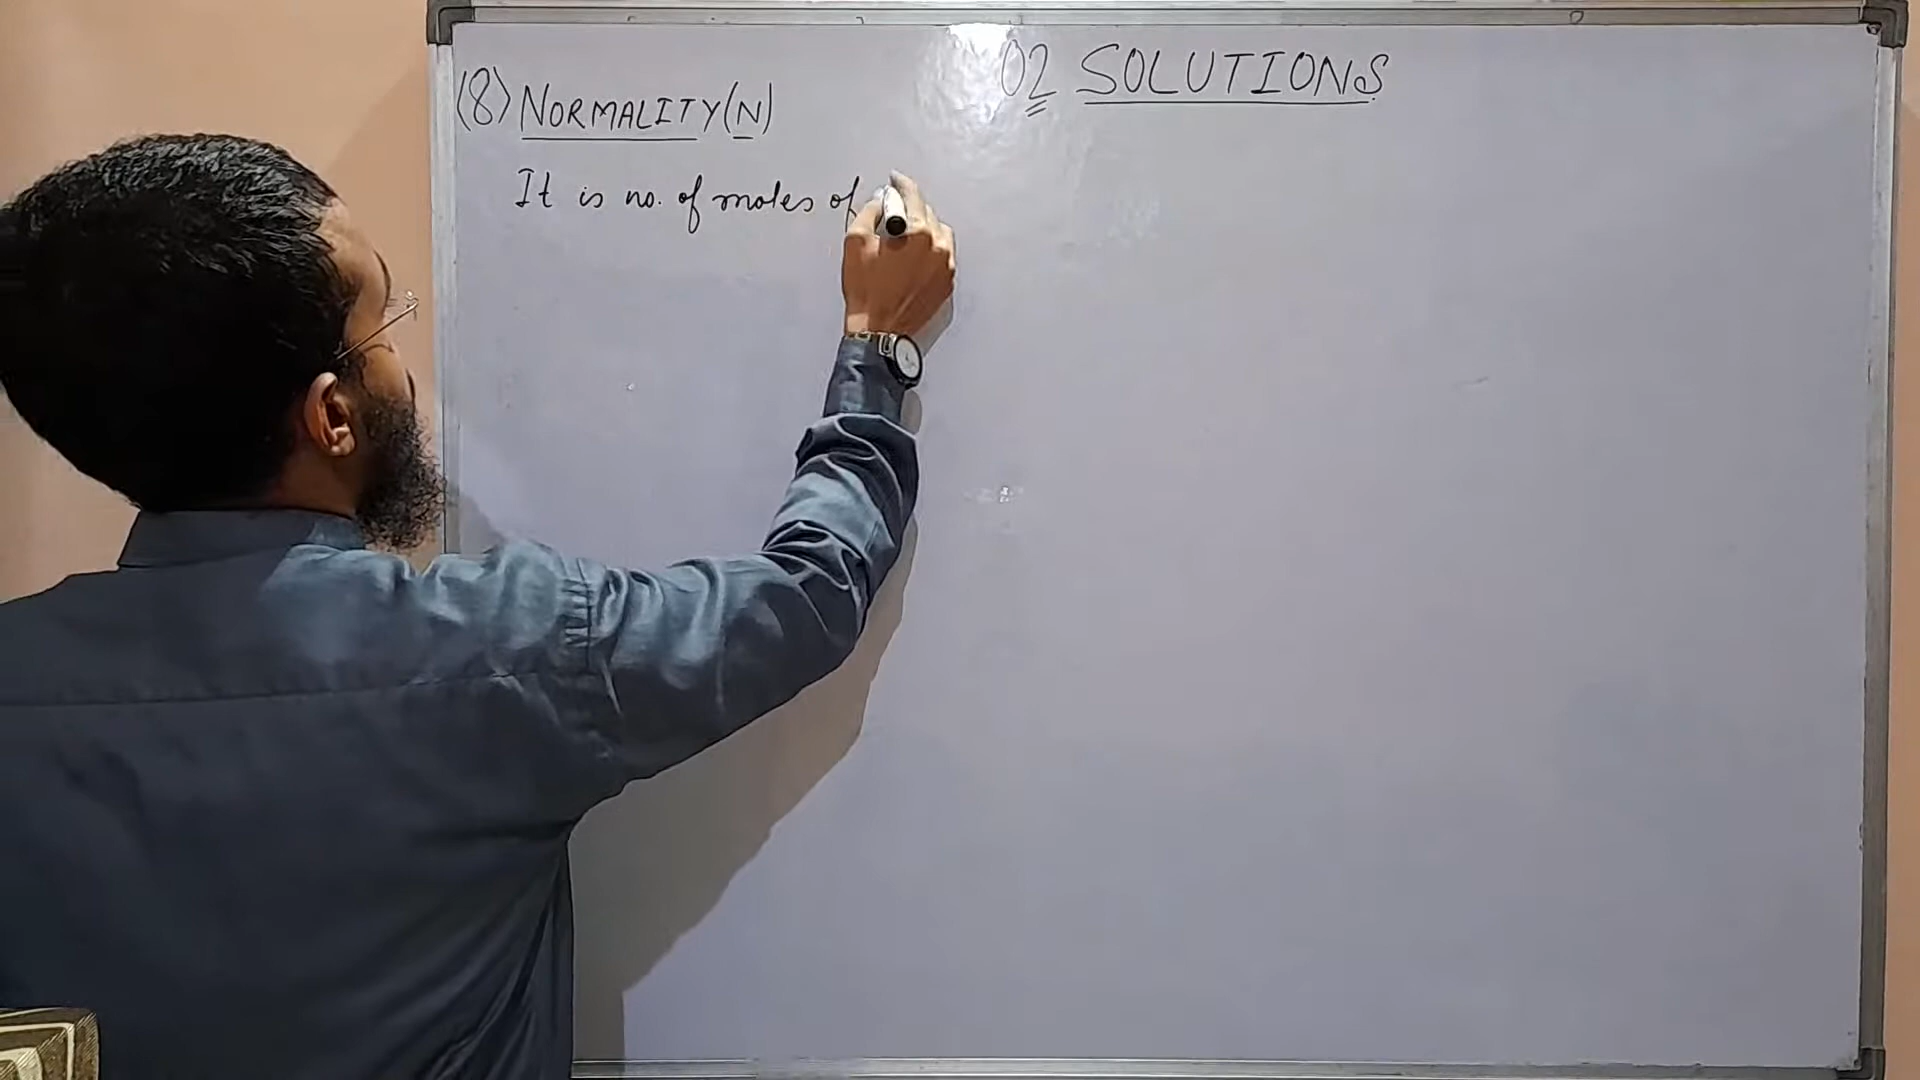 02 SOLUTIONS
(8) NORMALITY (N)
It is no. of moles of